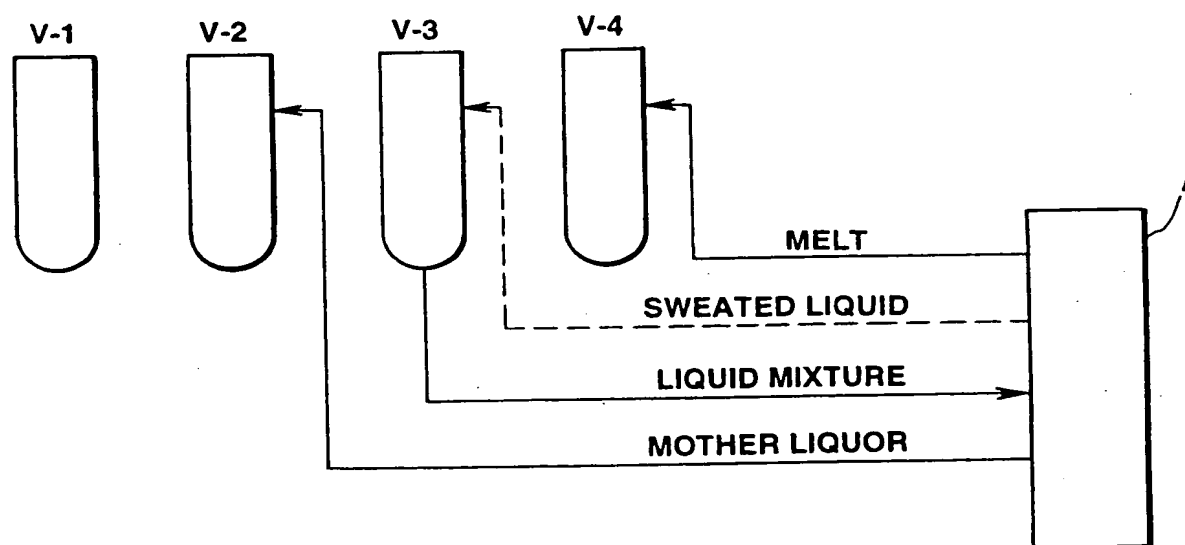 V-1
V-2
V-3
V-4
MELT
SWEATED LIQUID
LIQUID MIXTURE
MOTHER LIQUOR